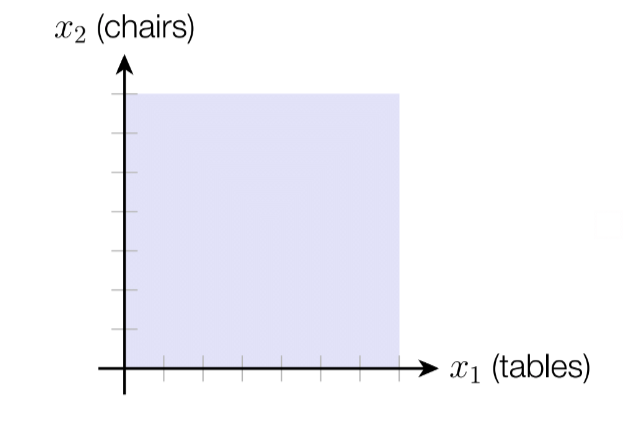 x₂ (chairs)
x₁ (tables)